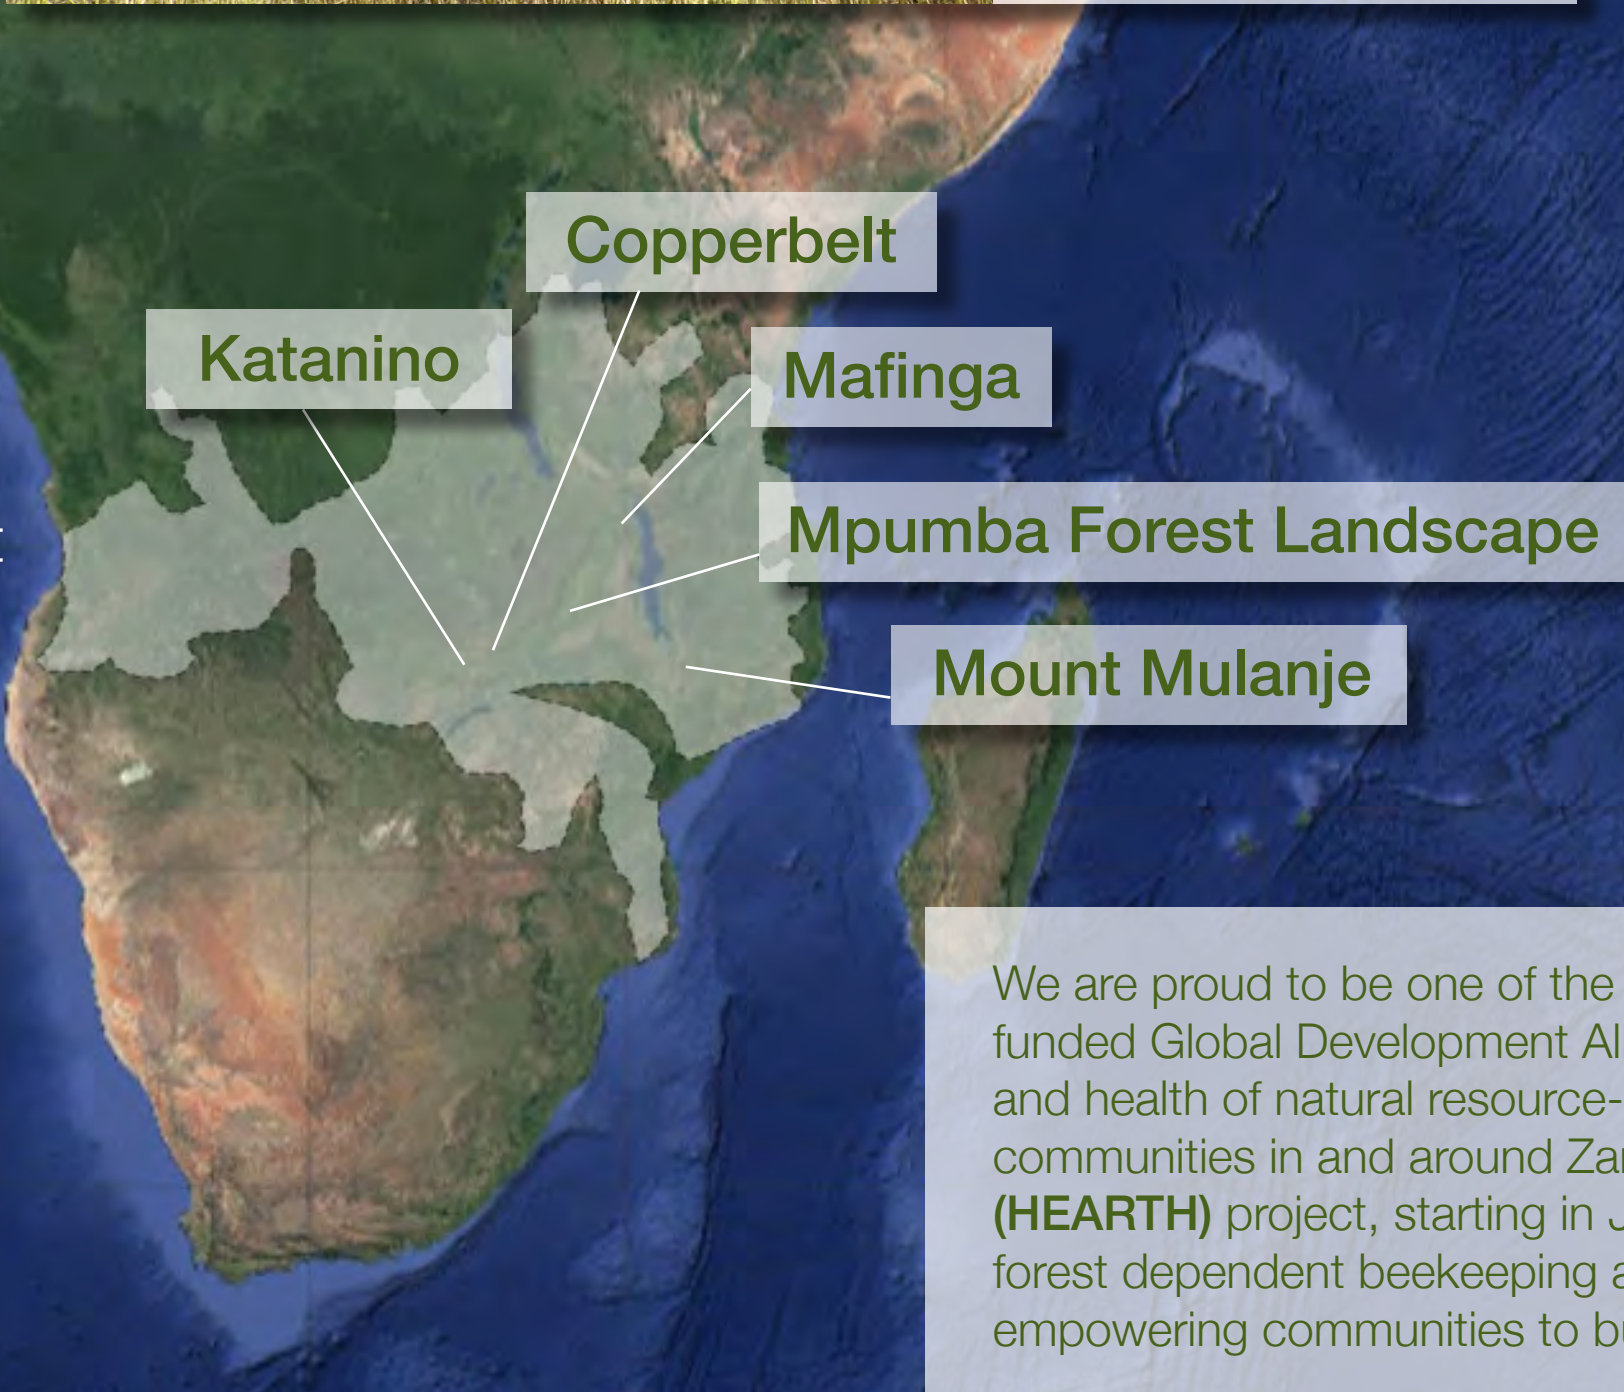 Copperbelt
Katanino
Mafinga
Mpumba Forest Landscape
Mount Mulanje
We are proud to be one of the
funded Global Development Al
and health of natural resource-
communities in and around Za
(HEARTH) project, starting in J
forest dependent beekeeping a
empowering communities to b